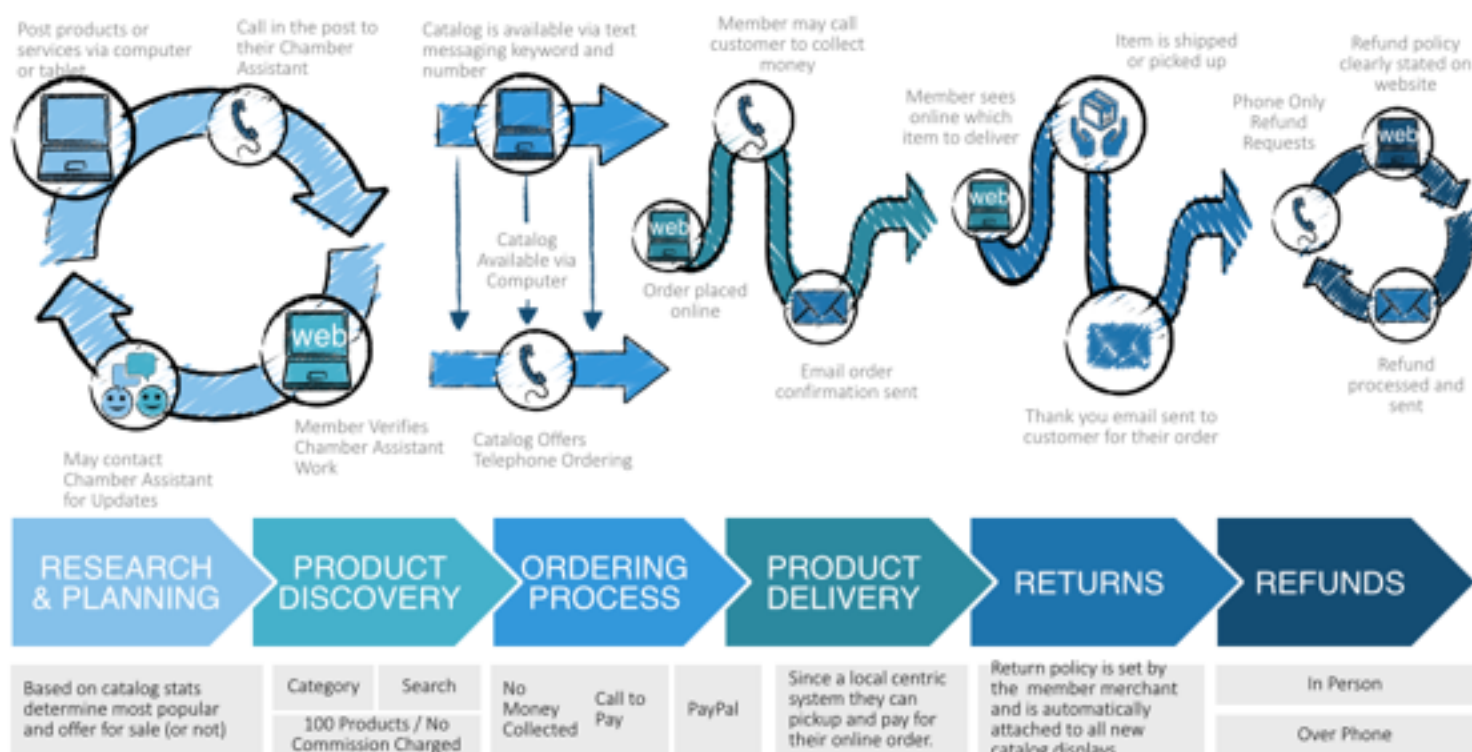 Post products or
services via computer
or tablet
Call in the post to
their Chamber
Assistant
web
Member Verifies
Chamber Assistant
Work
May contact
Chamber Assistant
for Updates
Catalog is available via text
messaging keyword and
number
Catalog
Available via
Computer
Catalog Offers
Telephone Ordering
Member may call
customer to collect
money
web
Order placed
online
Email order
confirmation sent
Member sees
online which
item to deliver
web
Item is shipped
or picked up
Thank you email sent to
customer for their order
Refund policy
clearly stated on
website
Phone Only
Refund
Requests
web
Refund
processed and
sent
RESEARCH
& PLANNING
PRODUCT
DISCOVERY
ORDERING
PROCESS
PRODUCT
DELIVERY
RETURNS
REFUNDS
Based on catalog stats
determine most popular
and offer for sale (or not)
Category
Search
100 Products / No
Commission Charged
No
Money
Collected
Call to
Pay
PayPal
Since a local centric
system they can
pickup and pay for
their online order.
Return policy is set by
the member merchant
and is automatically
attached to all new
catalog displays
In Person
Over Phone